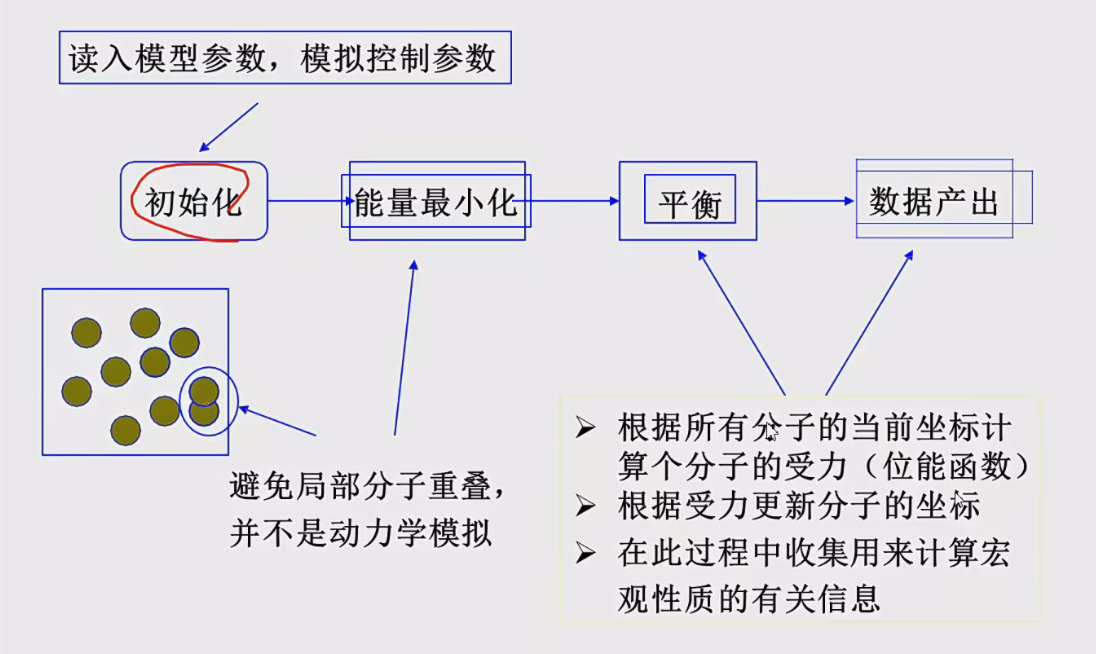 读入模型参数，模拟控制参数
初始化
能量最小化
平衡
数据产出
避免局部分子重叠，
并不是动力学模拟
➢ 根据所有分子的当前坐标计
算个分子的受力（位能函数）
➢ 根据受力更新分子的坐标
➢ 在此过程中收集用来计算宏
观性质的有关信息